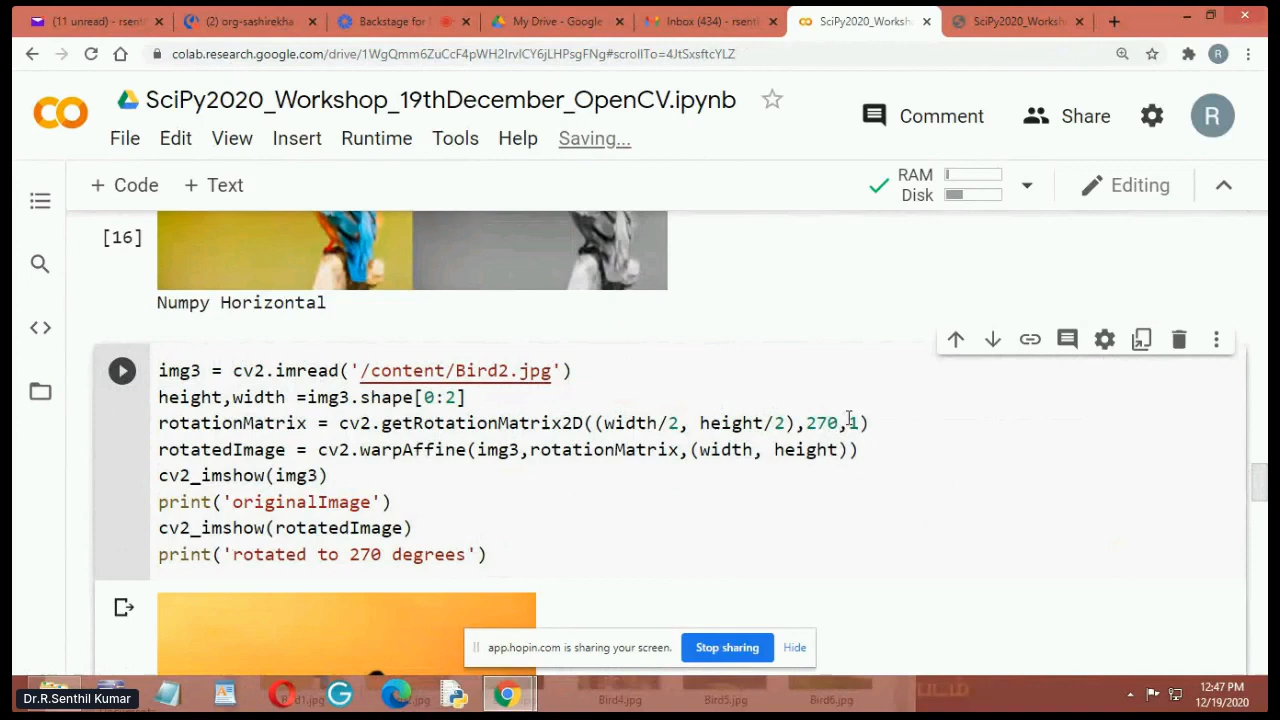 (11 unread) - rsent
(2) org-sashirekha
Backstage for
My Drive - Google
Inbox (434) - rsenti
SciPy2020_Worksh
SciPy2020_Worksh
colab.research.google.com/drive/1WgQmm6ZuCcF4pWH2IrvlCY6jLHPsgFNg#scrollTo=4JtSxsftcYLZ
R
SciPy2020_Workshop_19thDecember_OpenCV.ipynb
Comment
Share
R
File Edit View Insert Runtime Tools Help Saving...
+ Code + Text
RAM
Disk
Editing
[16]
Numpy Horizontal
img3 = cv2.imread('/content/Bird2.jpg')
height,width =img3.shape[0:2]
rotationMatrix = cv2.getRotationMatrix2D((width/2, height/2),270,1)
rotatedImage = cv2.warpAffine(img3,rotationMatrix,(width, height))
cv2_imshow(img3)
print('originalImage')
cv2_imshow(rotatedImage)
print('rotated to 270 degrees')
app.hopin.com is sharing your screen.
Stop sharing
Hide
Bird1.jpg
Bird4.jpg
Bird5.jpg
Bird6.jpg
Dr.R.Senthil Kumar
12:47 PM
12/19/2020